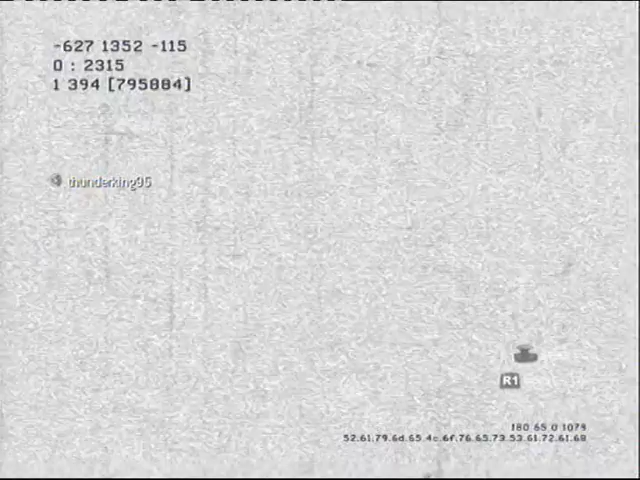 -627 1352 -115
0 : 2315
1 394 [795884]
thunderking95
R1
180 65 0 1079
52.61.79.6d.65.4c.6f.76.65.73.53.61.72.61.68